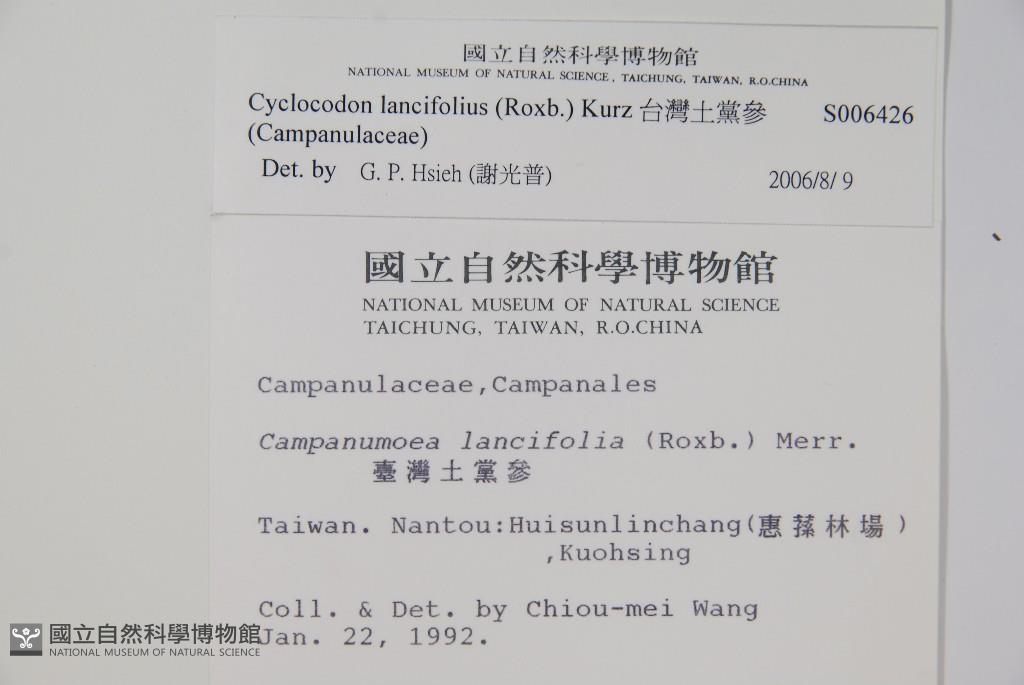 國立自然科學博物館
NATIONAL MUSEUM OF NATURAL SCIENCE, TAICHUNG, TAIWAN, R.O.CHINA
Cyclocodon lancifolius (Roxb.) Kurz 台灣土黨參 S006426
(Campanulaceae)
Det. by G. P. Hsieh (謝光普) 2006/8/ 9
國立自然科學博物館
NATIONAL MUSEUM OF NATURAL SCIENCE
TAICHUNG, TAIWAN, R.O.CHINA
Campanulaceae,Campanales
Campanumoea lancifolia (Roxb.) Merr.
臺灣土黨參
Taiwan. Nantou:Huisunlinchang(惠蓀林場)
,Kuohsing
Coll. & Det. by Chiou-mei Wang
Jan. 22, 1992.
國立自然科學博物館
NATIONAL MUSEUM OF NATURAL SCIENCE